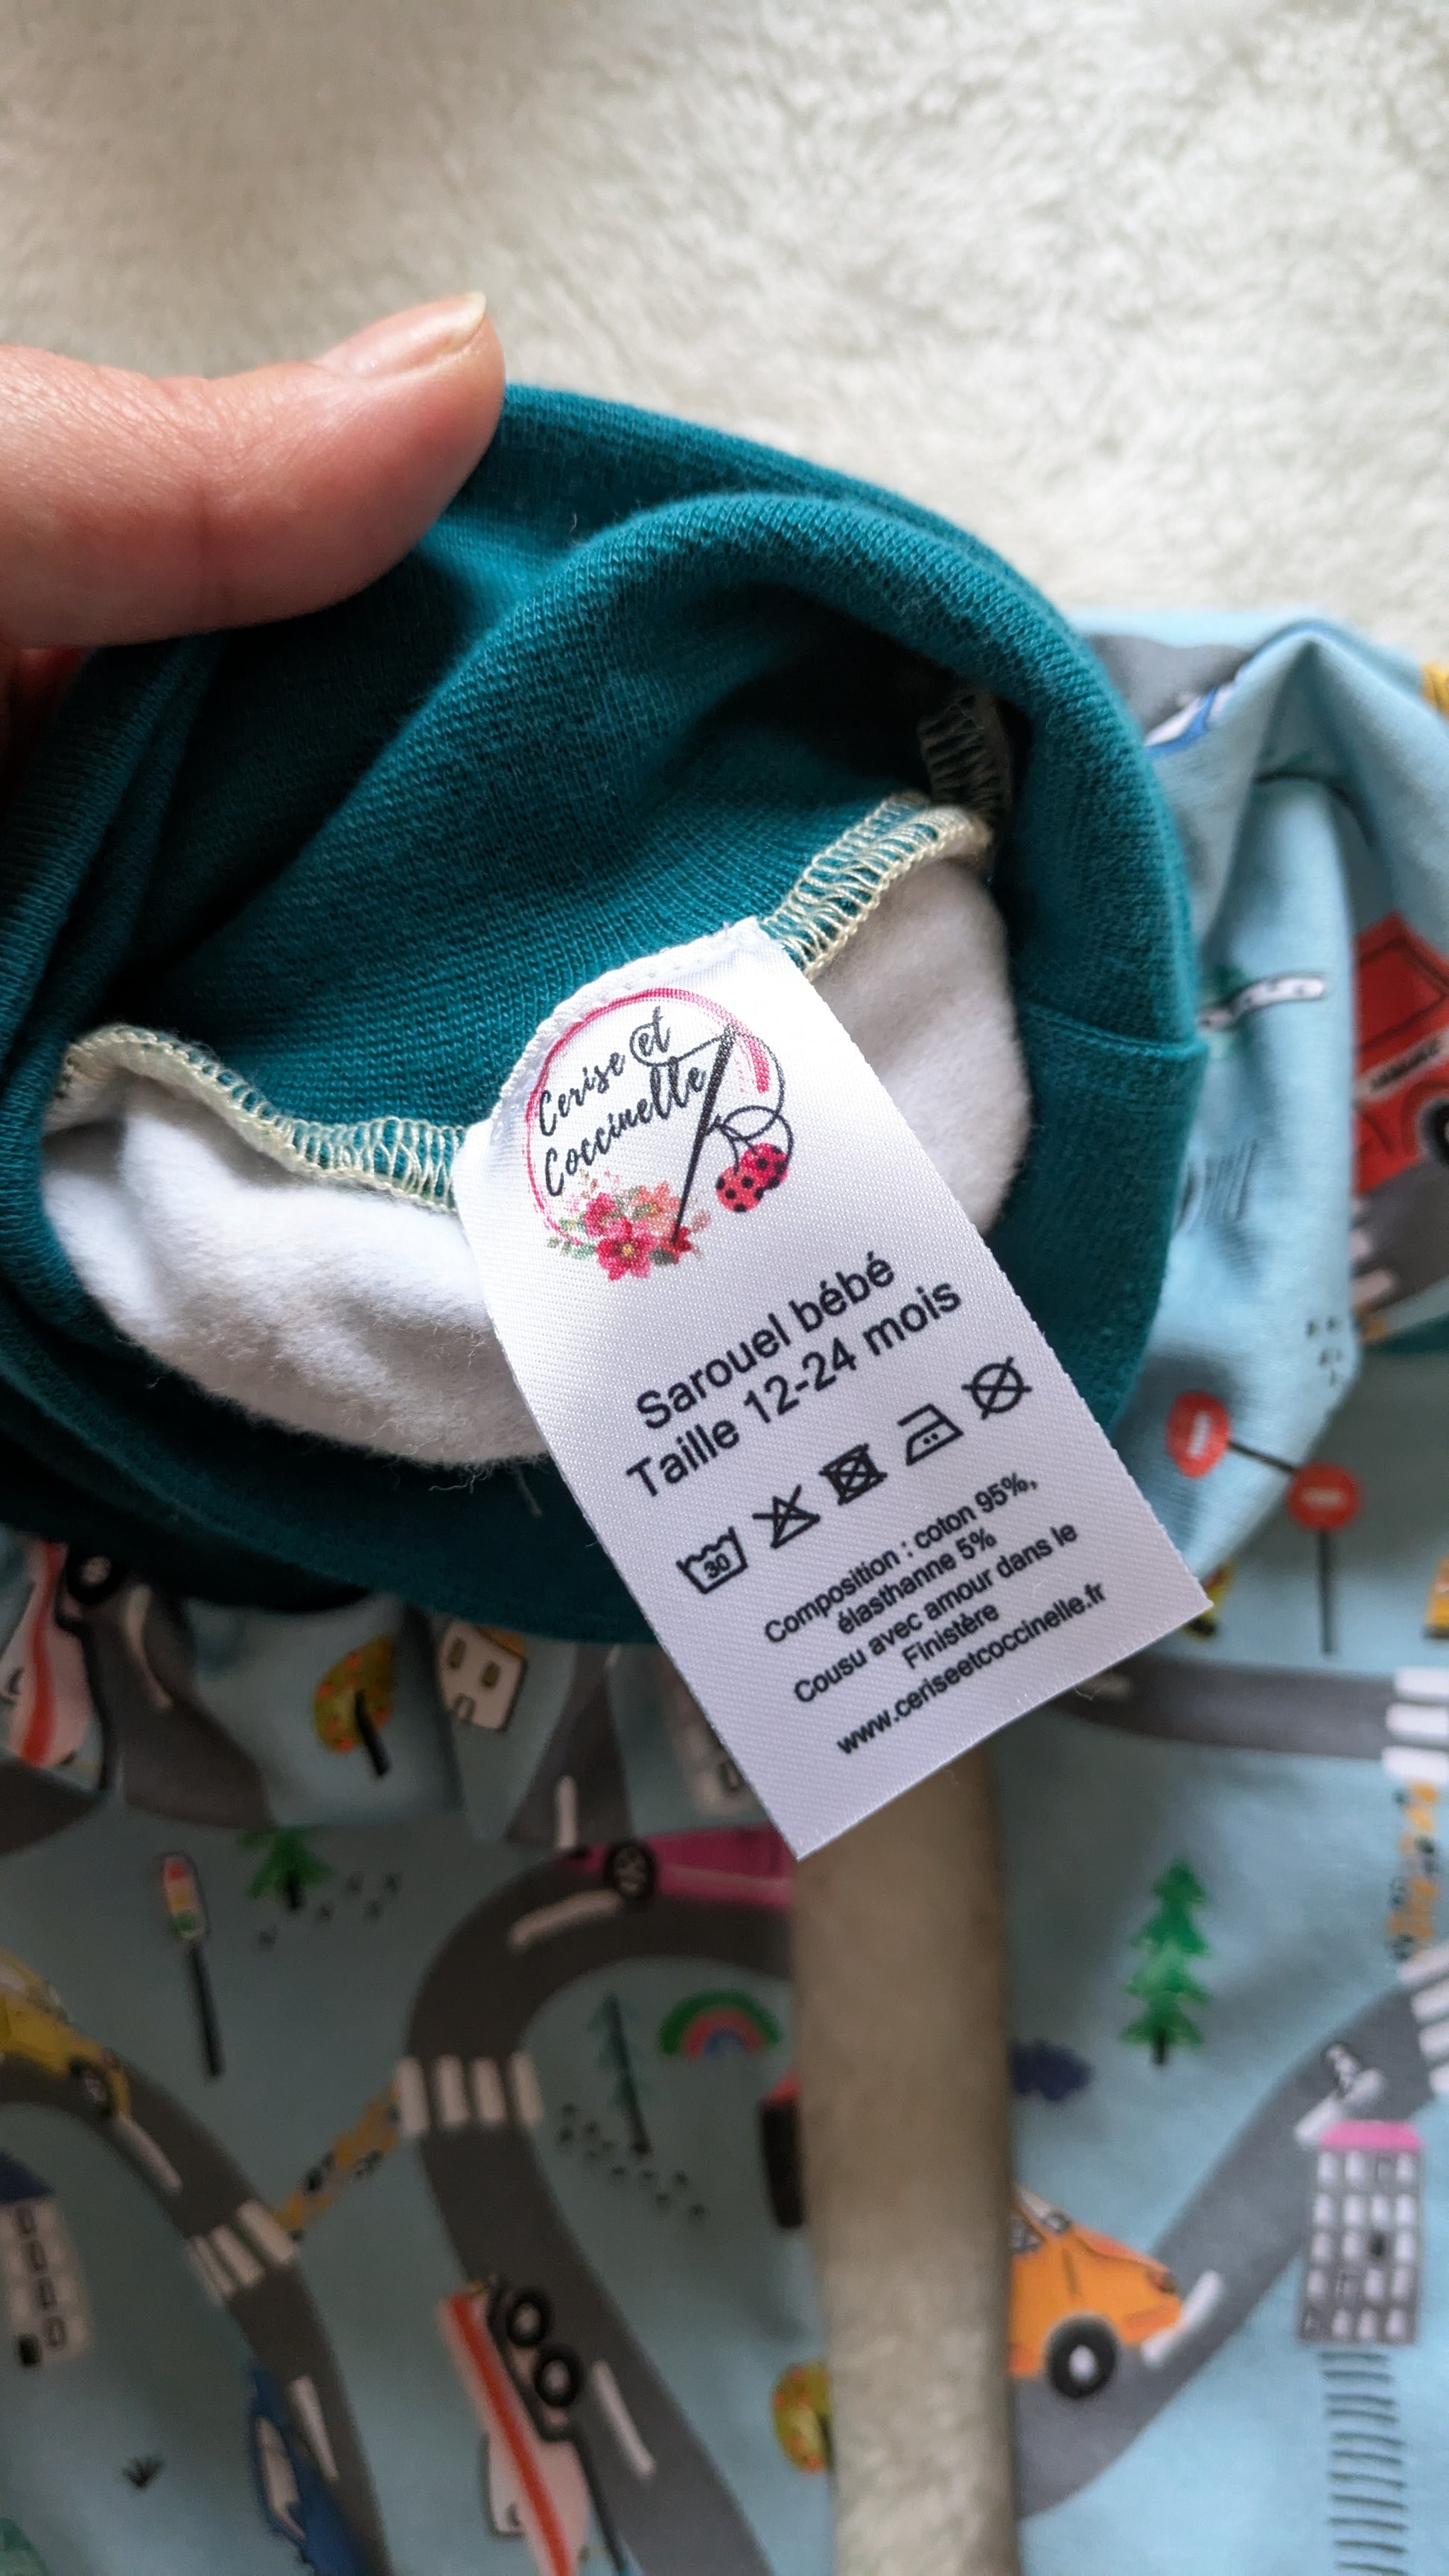 Cerise et
Coccinelle
Sarouel bébé
Taille 12-24 mois
30
Composition : coton 95%,
élasthanne 5%
Cousu avec amour dans le
Finistère
www.ceriseetcoccinelle.fr